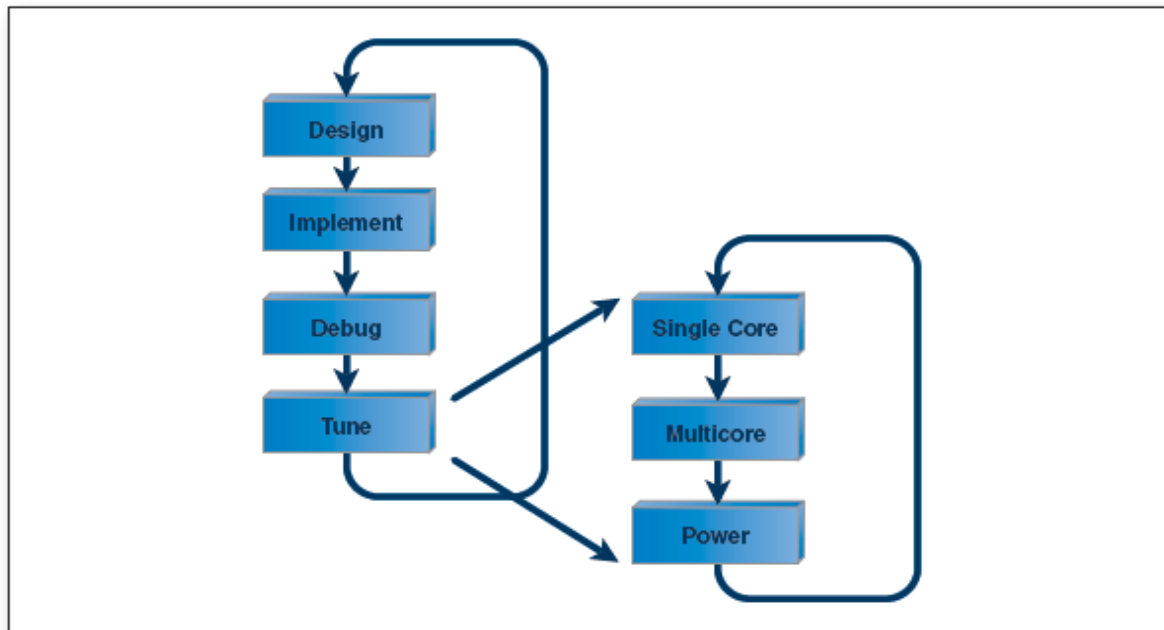 Design
Implement
Debug
Tune
Single Core
Multicore
Power